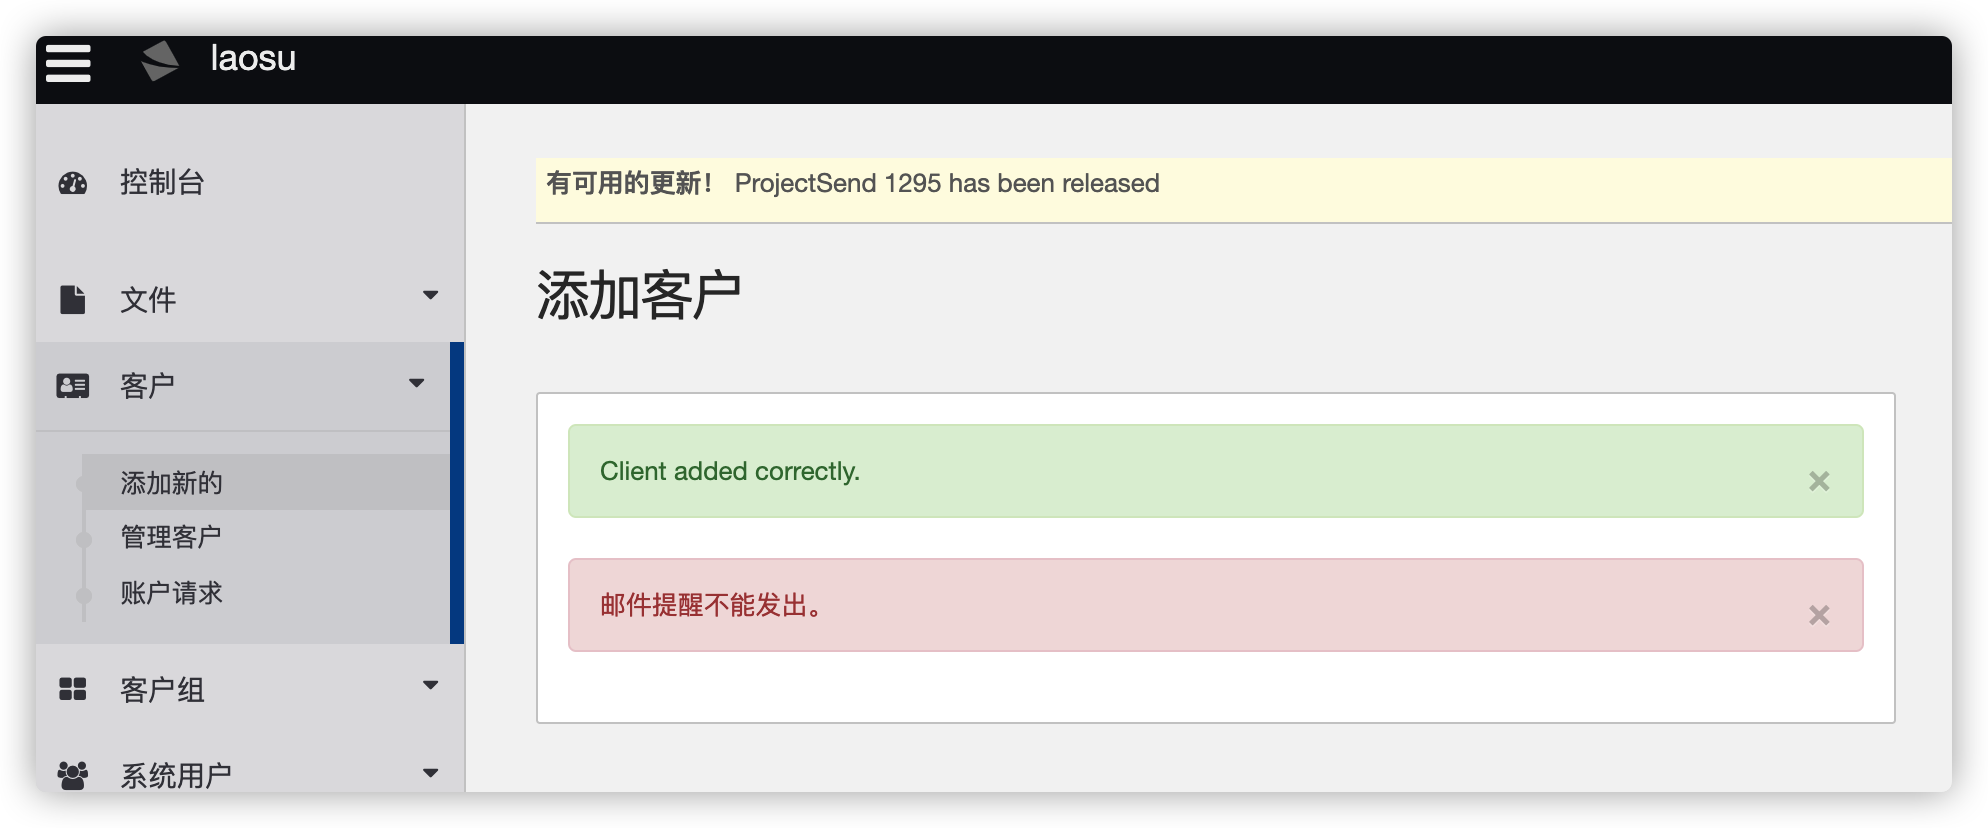 laosu
控制台
文件
客户
添加新的
管理客户
账户请求
客户组
系统用户
有可用的更新！ ProjectSend 1295 has been released
添加客户
Client added correctly.
×
邮件提醒不能发出。
×